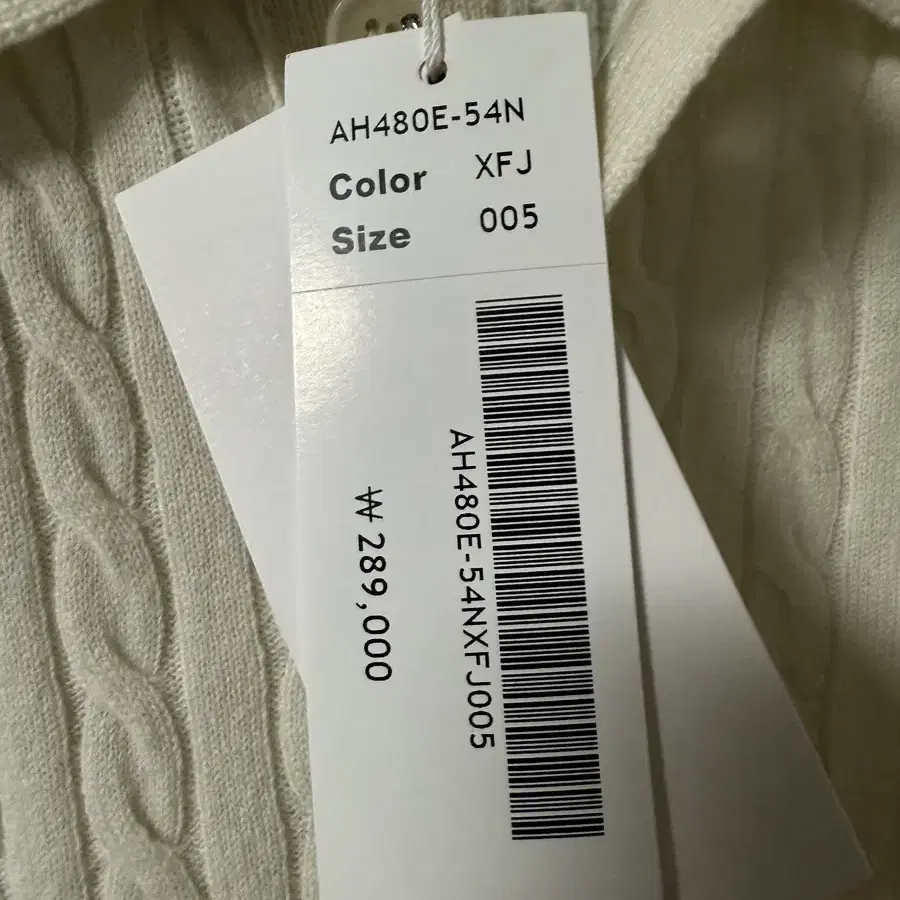 AH480E-54N
Color XFJ
Size 005
AH480E-54NXFJ005
₩ 289,000